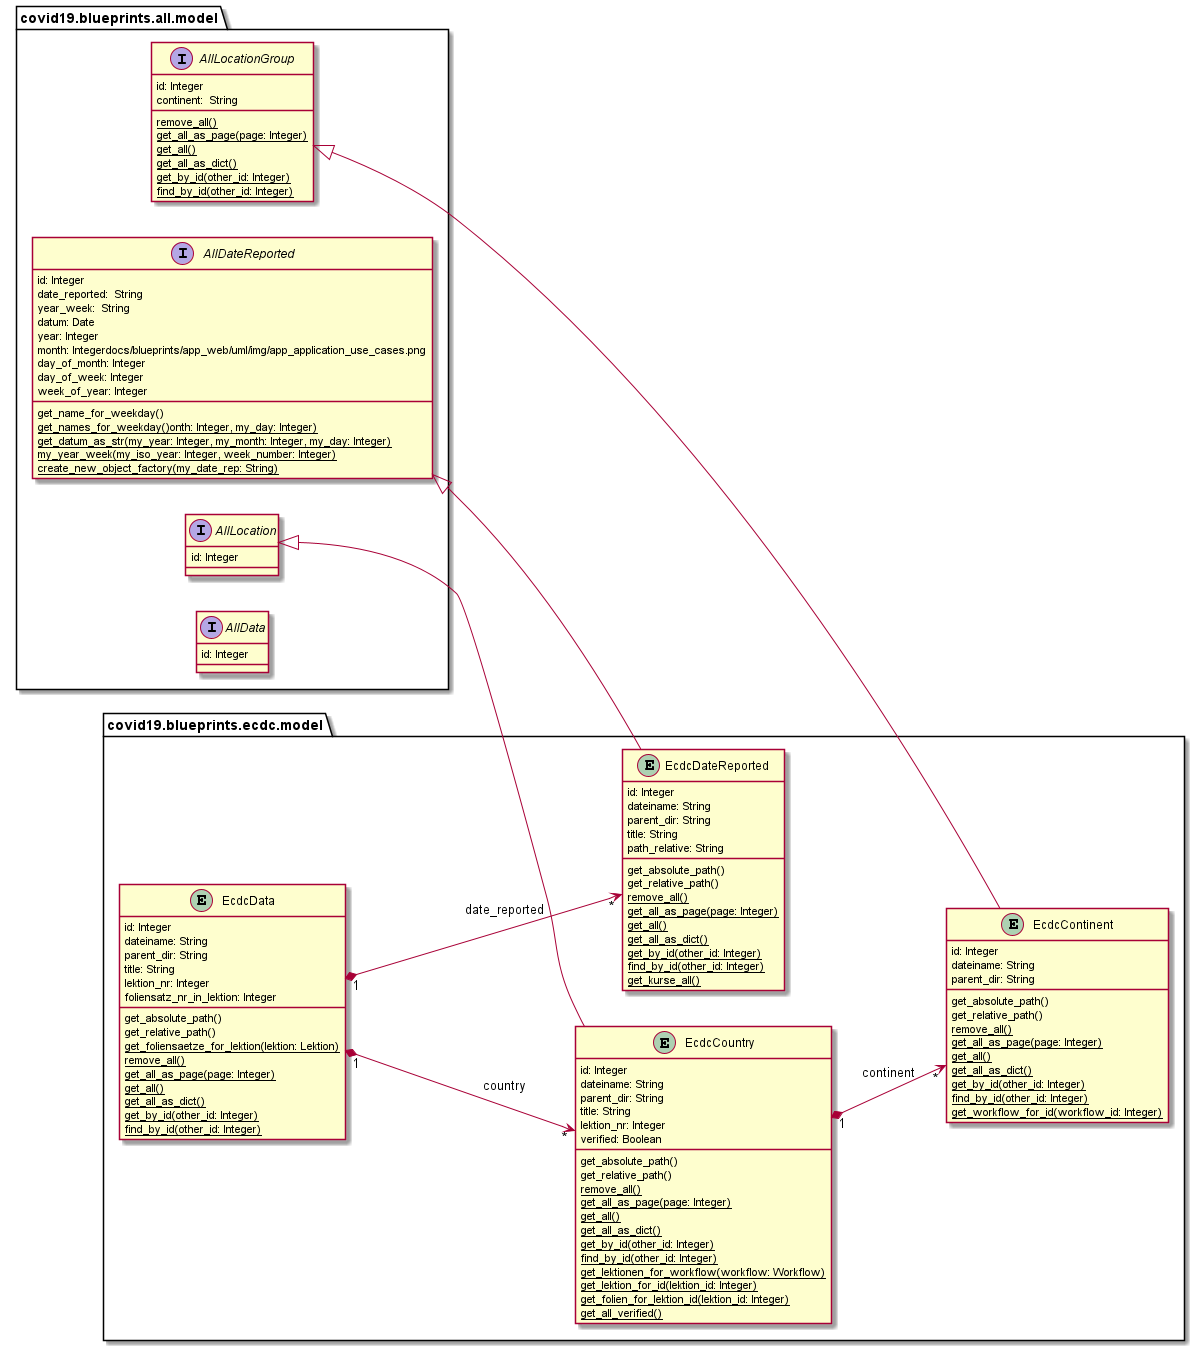 covid19.blueprints.all.model
I AllLocationGroup
id: Integer
continent:  String
remove_all()
get_all_as_page(page: Integer)
get_all()
get_all_as_dict()
get_by_id(other_id: Integer)
find_by_id(other_id: Integer)
I AllDateReported
id: Integer
date_reported:  String
year_week:  String
datum: Date
year: Integer
month: Integerdocs/blueprints/app_web/uml/img/app_application_use_cases.png
day_of_month: Integer
day_of_week: Integer
week_of_year: Integer
get_name_for_weekday()
get_names_for_weekday()onth: Integer, my_day: Integer)
get_datum_as_str(my_year: Integer, my_month: Integer, my_day: Integer)
my_year_week(my_iso_year: Integer, week_number: Integer)
create_new_object_factory(my_date_rep: String)
I AllLocation
id: Integer
I AllData
id: Integer
covid19.blueprints.ecdc.model
E EcdcDateReported
id: Integer
dateiname: String
parent_dir: String
title: String
path_relative: String
get_absolute_path()
get_relative_path()
remove_all()
get_all_as_page(page: Integer)
get_all()
get_all_as_dict()
get_by_id(other_id: Integer)
find_by_id(other_id: Integer)
get_kurse_all()
E EcdcData
id: Integer
dateiname: String
parent_dir: String
title: String
lektion_nr: Integer
foliensatz_nr_in_lektion: Integer
get_absolute_path()
get_relative_path()
get_foliensaetze_for_lektion(lektion: Lektion)
remove_all()
get_all_as_page(page: Integer)
get_all()
get_all_as_dict()
get_by_id(other_id: Integer)
find_by_id(other_id: Integer)
date_reported
*
1
1
country
*
E EcdcContinent
id: Integer
dateiname: String
parent_dir: String
get_absolute_path()
get_relative_path()
remove_all()
get_all_as_page(page: Integer)
get_all()
get_all_as_dict()
get_by_id(other_id: Integer)
find_by_id(other_id: Integer)
get_workflow_for_id(workflow_id: Integer)
E EcdcCountry
id: Integer
dateiname: String
parent_dir: String
title: String
lektion_nr: Integer
verified: Boolean
get_absolute_path()
get_relative_path()
remove_all()
get_all_as_page(page: Integer)
get_all()
get_all_as_dict()
get_by_id(other_id: Integer)
find_by_id(other_id: Integer)
get_lektionen_for_workflow(workflow: Workflow)
get_lektion_for_id(lektion_id: Integer)
get_folien_for_lektion_id(lektion_id: Integer)
get_all_verified()
continent
*
1